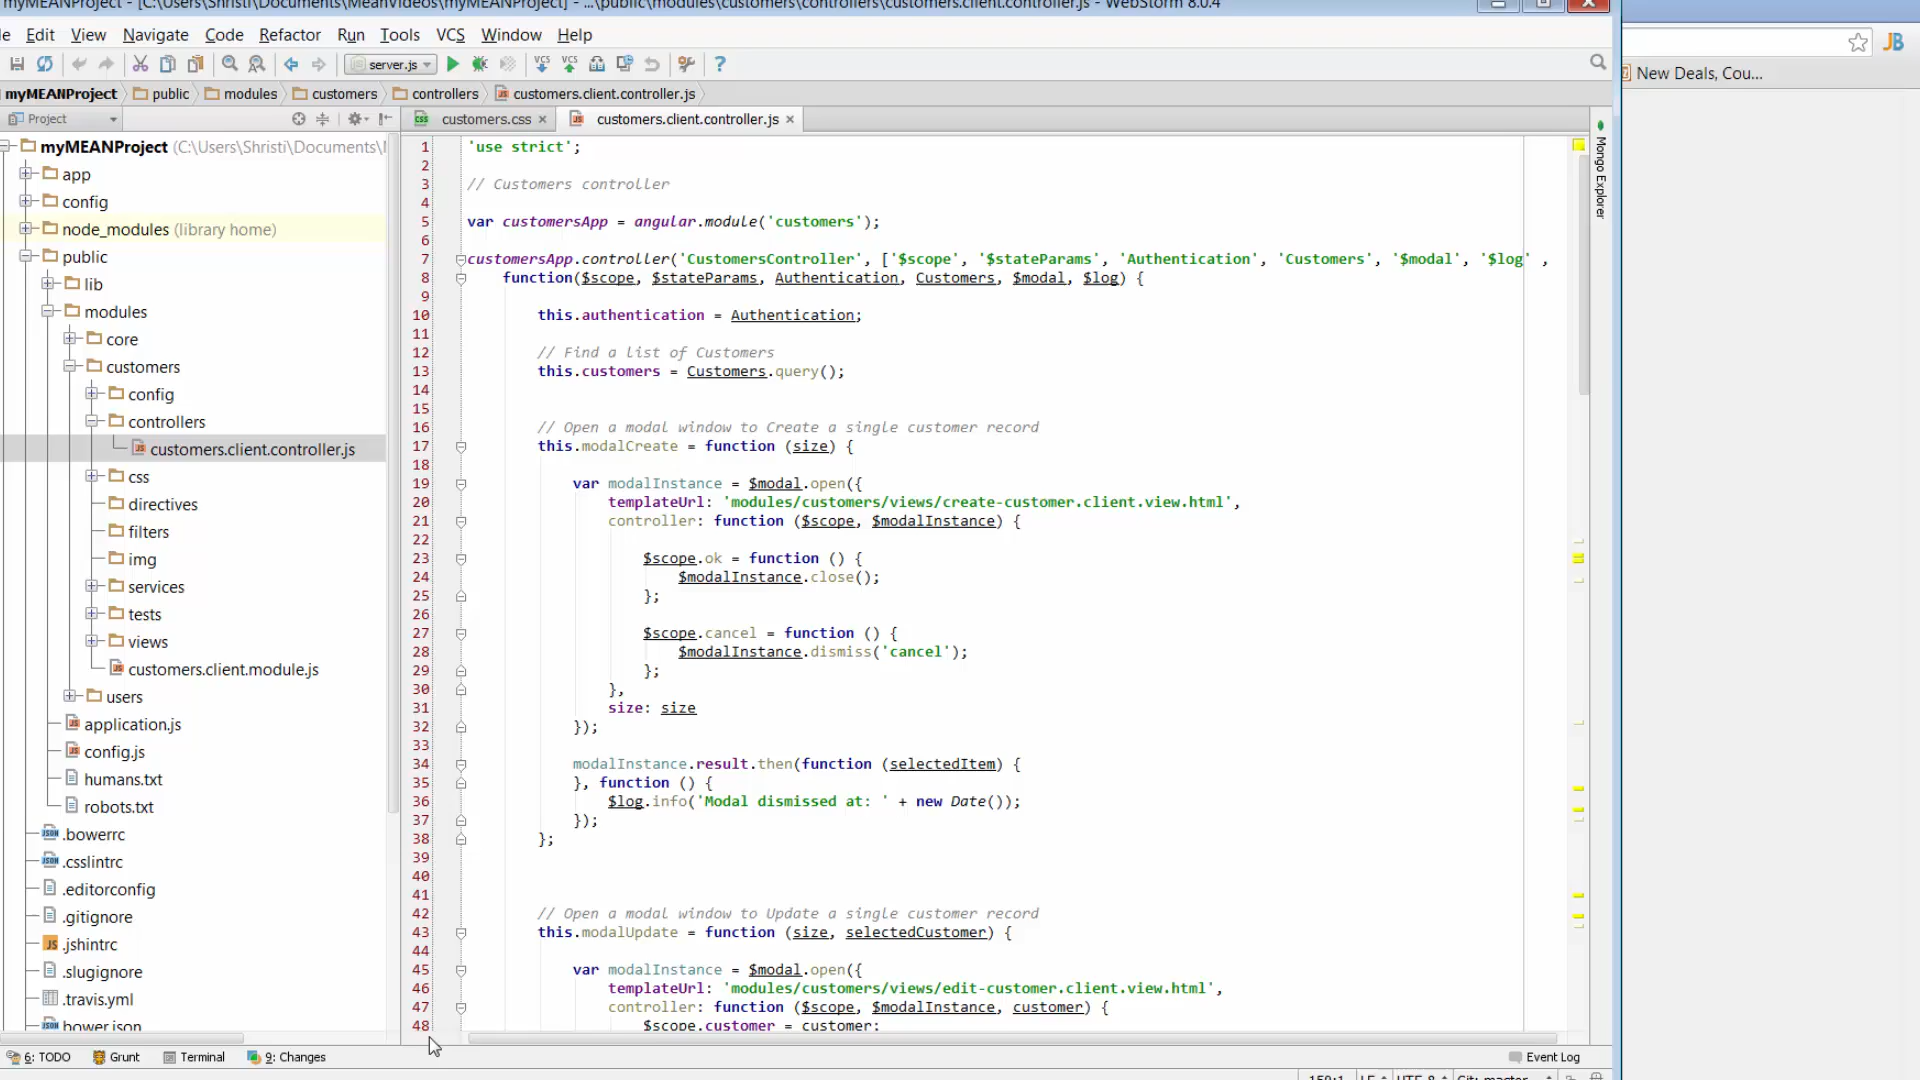 myMEANProject - [C:\Users\Shristi\Documents\MeanVideos\myMEANProject] - ...\public\modules\customers\controllers\customers.client.controller.js - WebStorm 8.0.4
le Edit View Navigate Code Refactor Run Tools VCS Window Help
server.js
New Deals, Cou...
myMEANProject public modules customers controllers customers.client.controller.js
Project
customers.css customers.client.controller.js
myMEANProject (C:\Users\Shristi\Documents\
app
config
node_modules (library home)
public
lib
modules
core
customers
config
controllers
customers.client.controller.js
css
directives
filters
img
services
tests
views
customers.client.module.js
users
application.js
config.js
humans.txt
robots.txt
.bowerrc
.csslintrc
.editorconfig
.gitignore
.jshintrc
.slugignore
.travis.yml
bower.json
1 'use strict';
2
3 // Customers controller
4
5 var customersApp = angular.module('customers');
6
7 customersApp.controller('CustomersController', ['$scope', '$stateParams', 'Authentication', 'Customers', '$modal', '$log' ,
8 function($scope, $stateParams, Authentication, Customers, $modal, $log) {
9
10 this.authentication = Authentication;
11
12 // Find a list of Customers
13 this.customers = Customers.query();
14
15
16 // Open a modal window to Create a single customer record
17 this.modalCreate = function (size) {
18
19 var modalInstance = $modal.open({
20 templateUrl: 'modules/customers/views/create-customer.client.view.html',
21 controller: function ($scope, $modalInstance) {
22
23 $scope.ok = function () {
24 $modalInstance.close();
25 };
26
27 $scope.cancel = function () {
28 $modalInstance.dismiss('cancel');
29 };
30 },
31 size: size
32 });
33
34 modalInstance.result.then(function (selectedItem) {
35 }, function () {
36 $log.info('Modal dismissed at: ' + new Date());
37 });
38 };
39
40
41
42 // Open a modal window to Update a single customer record
43 this.modalUpdate = function (size, selectedCustomer) {
44
45 var modalInstance = $modal.open({
46 templateUrl: 'modules/customers/views/edit-customer.client.view.html',
47 controller: function ($scope, $modalInstance, customer) {
48 $scope.customer = customer;
Mongo Explorer
6: TODO Grunt Terminal 9: Changes Event Log
159:1 LF UTF-8 Git: master